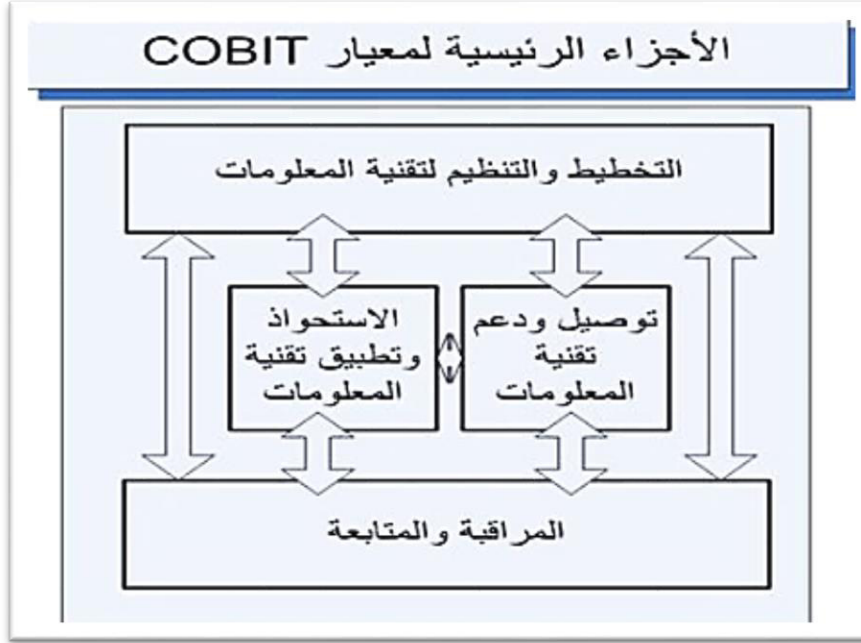 الأجزاء الرئيسية لمعيار COBIT
التخطيط والتنظيم لتقنية المعلومات
توصيل ودعم
تقنية
المعلومات
الاستحواذ
وتطبيق تقنية
المعلومات
المراقبة والمتابعة